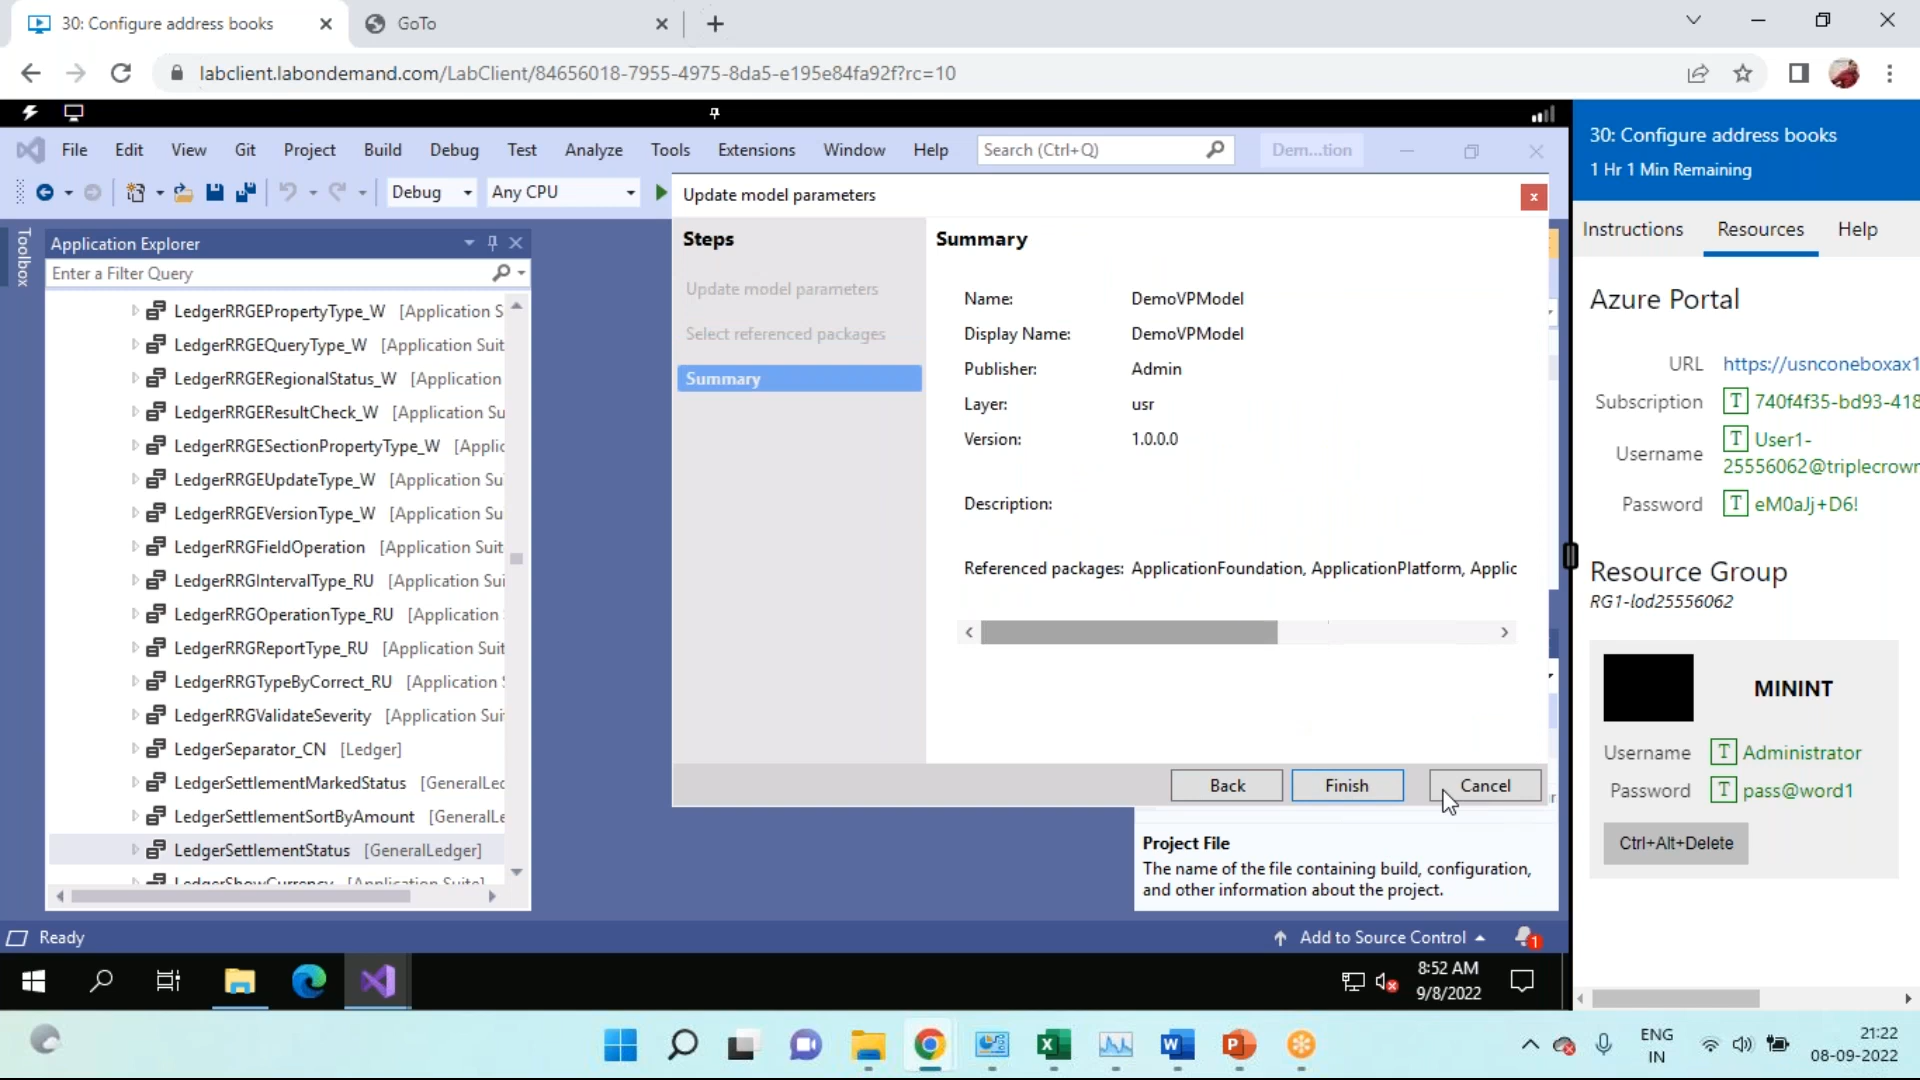 30: Configure address books
GoTo
labclient.labondemand.com/LabClient/84656018-7955-4975-8da5-e195e84fa92f?rc=10
File Edit View Git Project Build Debug Test Analyze Tools Extensions Window Help Search (Ctrl+Q) Dem...tion
Debug Any CPU
Toolbox
Application Explorer
Enter a Filter Query
LedgerRRGEPropertyType_W [Application S
LedgerRRGEQueryType_W [Application Suit
LedgerRRGERegionalStatus_W [Application
LedgerRRGEResultCheck_W [Application Su
LedgerRRGESectionPropertyType_W [Applic
LedgerRRGEUpdateType_W [Application Su
LedgerRRGEVersionType_W [Application Su
LedgerRRGFieldOperation [Application Suit
LedgerRRGIntervalType_RU [Application Sui
LedgerRRGOperationType_RU [Application
LedgerRRGReportType_RU [Application Suit
LedgerRRGTypeByCorrect_RU [Application S
LedgerRRGValidateSeverity [Application Suit
LedgerSeparator_CN [Ledger]
LedgerSettlementMarkedStatus [GeneralLed
LedgerSettlementSortByAmount [GeneralLe
LedgerSettlementStatus [GeneralLedger]
LedgerShowCurrency [Application Suite]
Update model parameters
x
Steps
Update model parameters
Select referenced packages
Summary
Summary
Name: DemoVPModel
Display Name: DemoVPModel
Publisher: Admin
Layer: usr
Version: 1.0.0.0
Description:
Referenced packages: ApplicationFoundation, ApplicationPlatform, Applic
Back Finish Cancel
Project File
The name of the file containing build, configuration,
and other information about the project.
Ready
Add to Source Control
1
8:52 AM
9/8/2022
30: Configure address books
1 Hr 1 Min Remaining
Instructions Resources Help
Azure Portal
URL https://usnconeboxax1
Subscription T 740f4f35-bd93-418
Username T User1-
25556062@triplecrown
Password T eM0aJj+D6!
Resource Group
RG1-lod25556062
MININT
Username T Administrator
Password T pass@word1
Ctrl+Alt+Delete
ENG
IN
21:22
08-09-2022